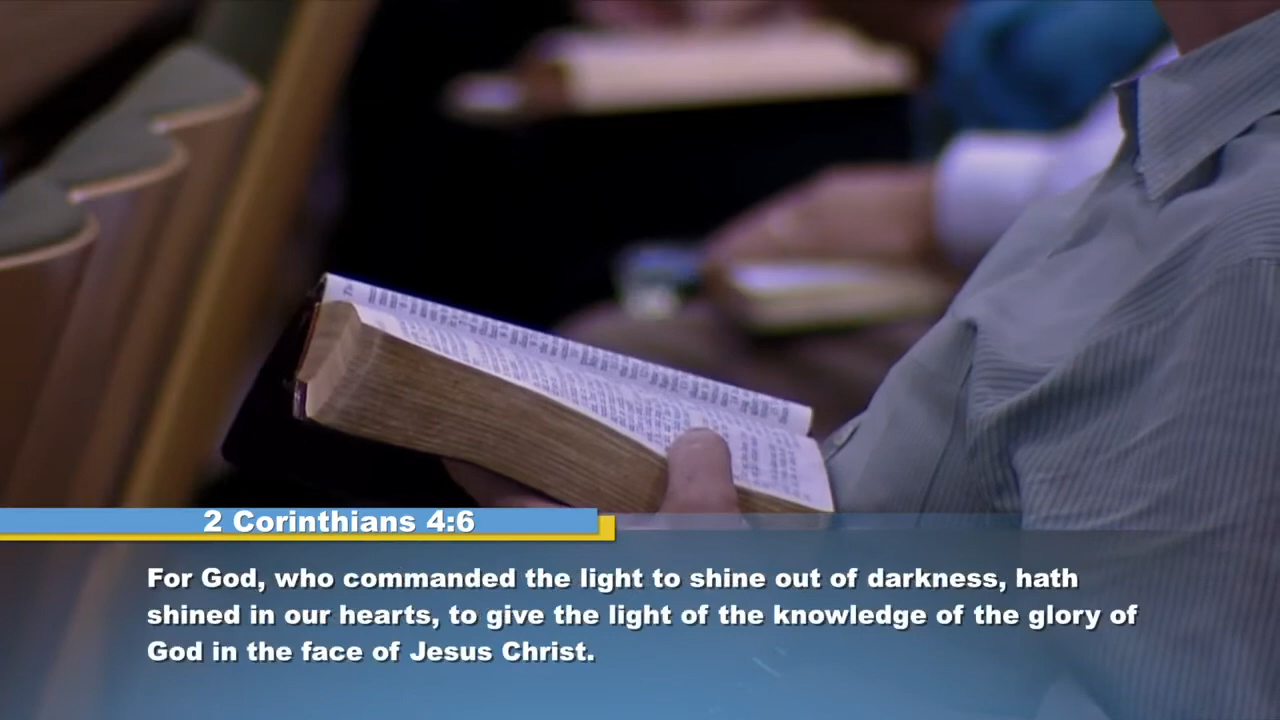 2 Corinthians 4:6
For God, who commanded the light to shine out of darkness, hath
shined in our hearts, to give the light of the knowledge of the glory of
God in the face of Jesus Christ.